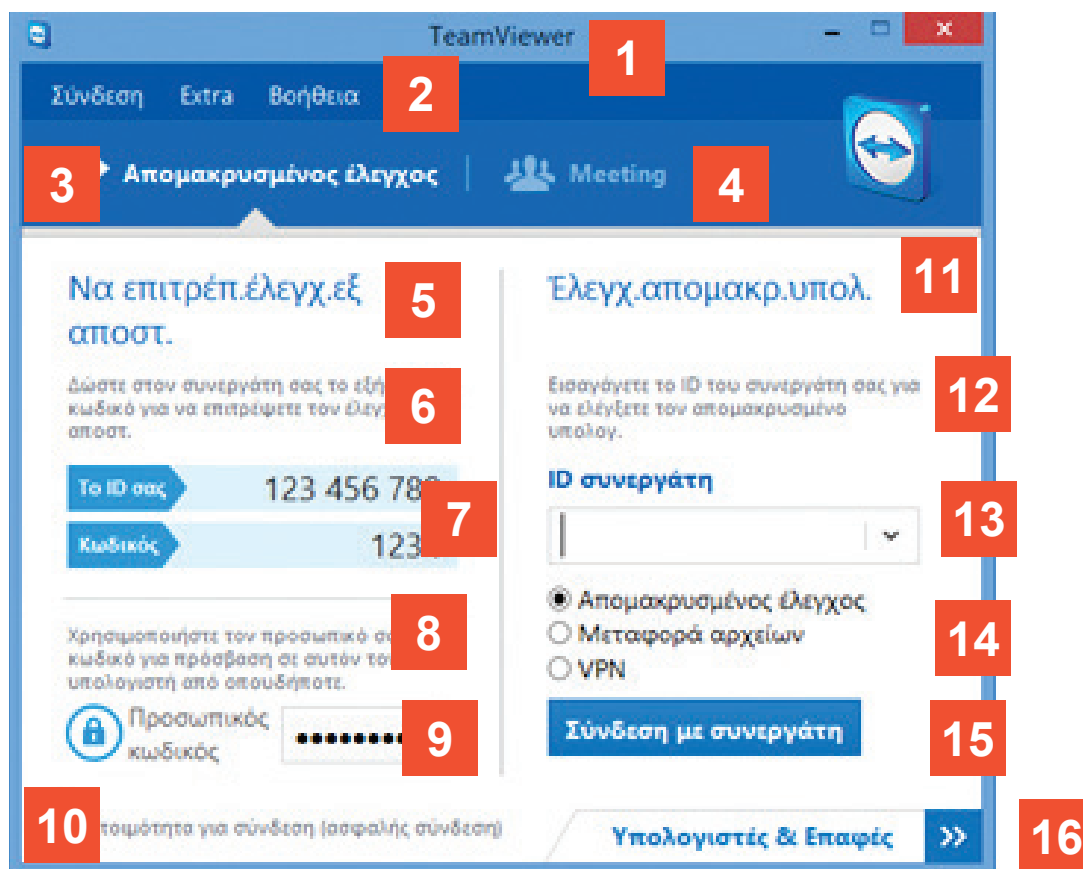 TeamViewer 1
Σύνδεση Extra Βοήθεια 2
3 Απομακρυσμένος έλεγχος Meeting 4
Να επιτρέπ.έλεγχ.εξ 5
αποστ.
Δώστε στον συνεργάτη σας το
κωδικό για να επιτρέψετε τον 6
αποστ.
Το ID σας 123 456 78
7
Κωδικός 123
8
Χρησιμοποιήστε τον προσωπικό
κωδικό για πρόσβαση σε αυτόν
υπολογιστή από οπουδήποτε.
Προσωπικός
κωδικός ••••••••• 9
11
Έλεγχ.απομακρ.υπολ.
Εισαγάγετε το ID του συνεργάτη σας για 12
να ελέγξετε τον απομακρυσμένο
υπολογ.
ID συνεργάτη
13
Απομακρυσμένος έλεγχος
Μεταφορά αρχείων 14
VPN
Σύνδεση με συνεργάτη 15
10 τοιμότητα για σύνδεση (ασφαλής σύνδεση)
Υπολογιστές & Επαφές 16